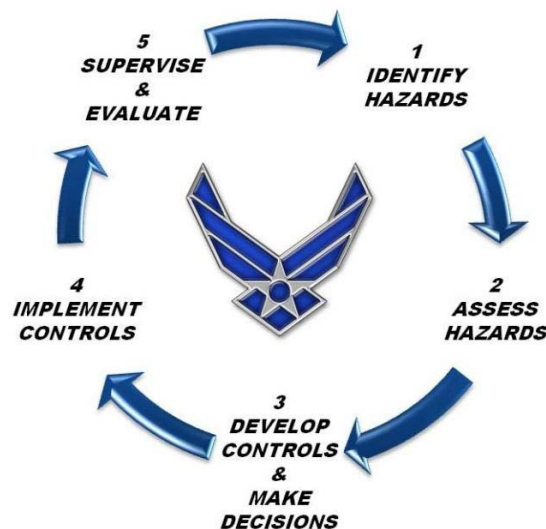 1
IDENTIFY
HAZARDS
2
ASSESS
HAZARDS
3
DEVELOP
CONTROLS
&
MAKE
DECISIONS
4
IMPLEMENT
CONTROLS
5
SUPERVISE
&
EVALUATE